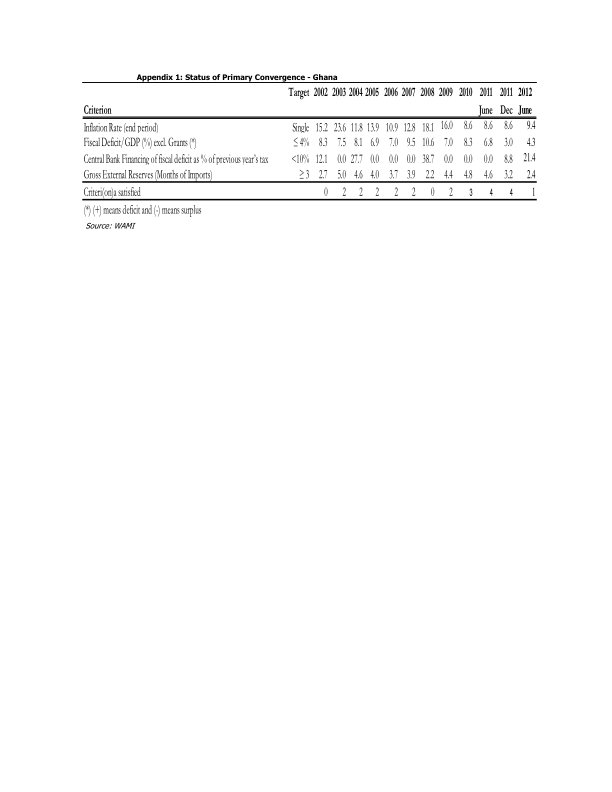 Appendix 1: Status of Primary Convergence - Ghana
Target 2002 2003 2004 2005 2006 2007 2008 2009 2010 2011 2011 2012
Criterion June Dec June
Inflation Rate (end period) Single 15.2 23.6 11.8 13.9 10.9 12.8 18.1 16.0 8.6 8.6 8.6 9.4
Fiscal Deficit/GDP (%) excl. Grants (*) ≤ 4% 8.3 7.5 8.1 6.9 7.0 9.5 10.6 7.0 8.3 6.8 3.0 4.3
Central Bank Financing of fiscal deficit as % of previous year's tax <10% 12.1 0.0 27.7 0.0 0.0 0.0 38.7 0.0 0.0 0.0 8.8 21.4
Gross External Reserves (Months of Imports) ≥ 3 2.7 5.0 4.6 4.0 3.7 3.9 2.2 4.4 4.8 4.6 3.2 2.4
Criteri(on)a satisfied 0 2 2 2 2 2 0 2 3 4 4 1
(*) (+) means deficit and (-) means surplus
Source: WAMI